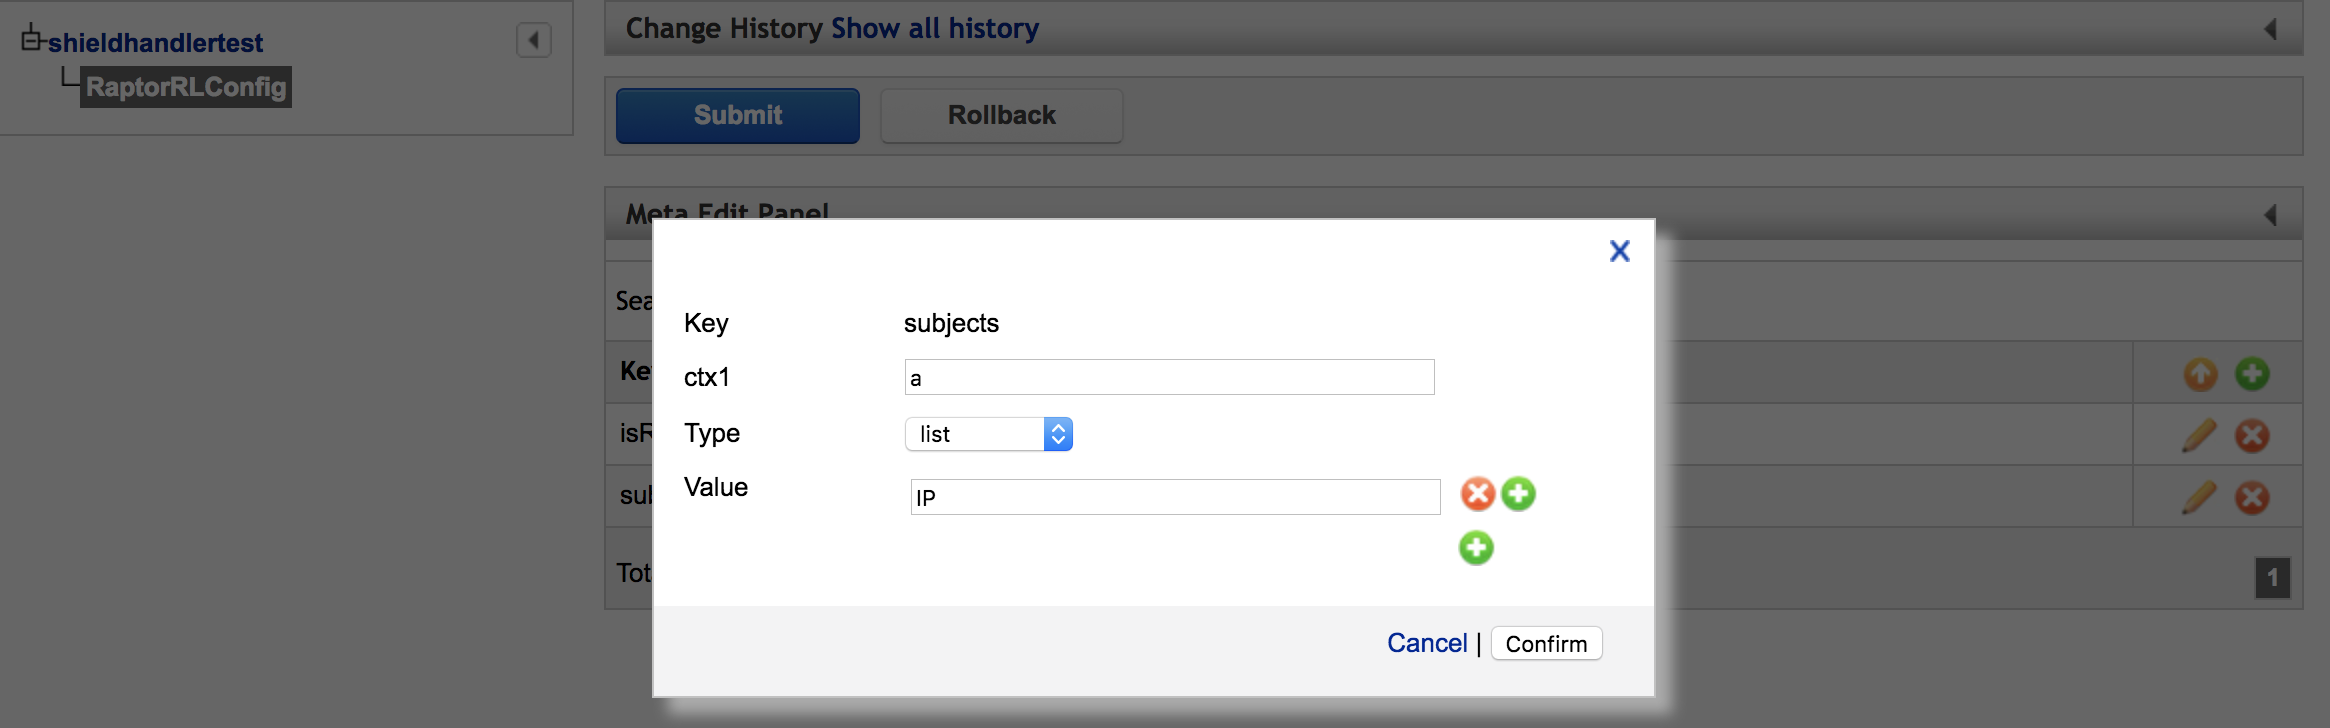 shieldhandlertest
RaptorRLConfig
Change History Show all history
Submit
Rollback
Meta Edit Panel
X
Key subjects
ctx1 a
Type list
Value IP
Cancel | Confirm
Sea
Ke
isR
sub
Tot
1